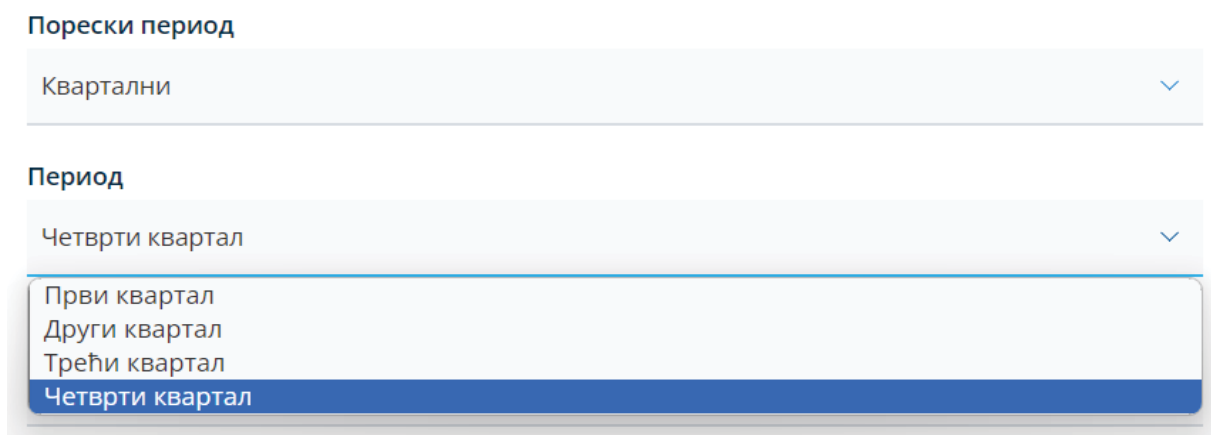 Порески период
Квартални
Период
Четврти квартал
Први квартал
Други квартал
Трећи квартал
Четврти квартал